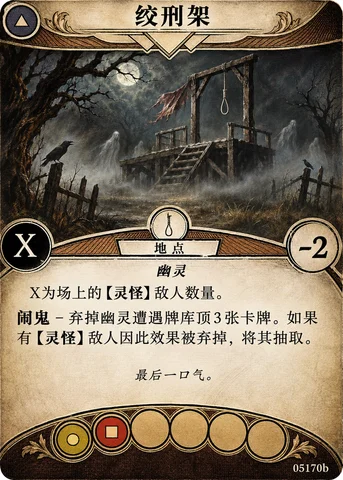 绞刑架
X
地点
-2
幽灵
X为场上的【灵怪】敌人数量。
闹鬼 – 弃掉幽灵遭遇牌库顶3张卡牌。如果
有【灵怪】敌人因此效果被弃掉，将其抽取。
最后一口气。
05170b